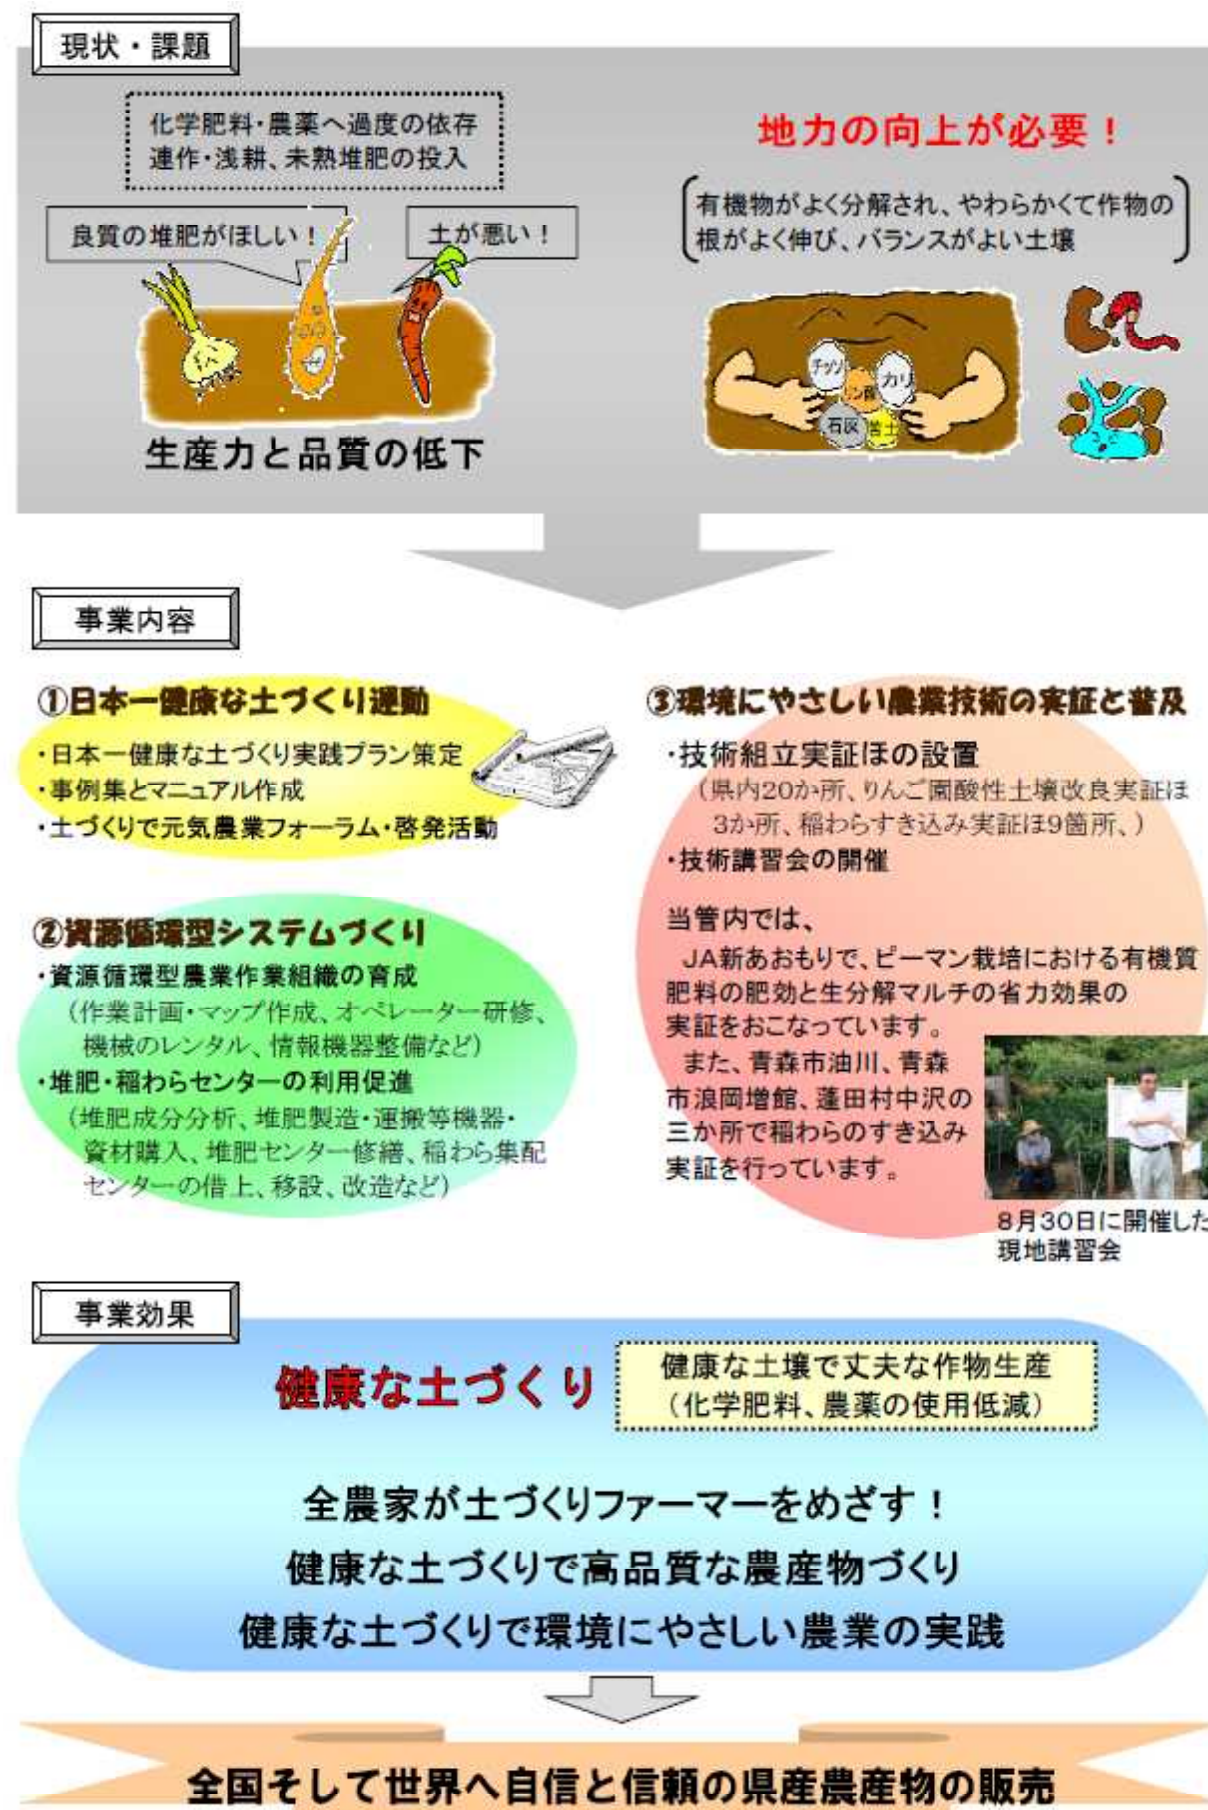 現状・課題
化学肥料・農薬へ過度の依存
連作・浅耕、未熟堆肥の投入
良質の堆肥がほしい！
土が悪い！
生産力と品質の低下
地力の向上が必要！
有機物がよく分解され、やわらかくて作物の
根がよく伸び、バランスがよい土壌
チッソ
リン酸
カリ
石灰
苦土
事業内容
①日本一健康な土づくり運動
・日本一健康な土づくり実践プラン策定
・事例集とマニュアル作成
・土づくりで元気農業フォーラム・啓発活動
②資源循環型システムづくり
・資源循環型農業作業組織の育成
（作業計画・マップ作成、オペレーター研修、
機械のレンタル、情報機器整備など）
・堆肥・稲わらセンターの利用促進
（堆肥成分分析、堆肥製造・運搬等機器・
資材購入、堆肥センター修繕、稲わら集配
センターの借上、移設、改造など）
③環境にやさしい農業技術の実証と普及
・技術組立実証ほの設置
（県内20か所、りんご園酸性土壌改良実証ほ
3か所、稲わらすき込み実証ほ9箇所、）
・技術講習会の開催
当管内では、
JA新あおもりで、ピーマン栽培における有機質
肥料の肥効と生分解マルチの省力効果の
実証をおこなっています。
また、青森市油川、青森
市浪岡増館、蓬田村中沢の
三か所で稲わらのすき込み
実証を行っています。
8月30日に開催した
現地講習会
事業効果
健康な土づくり
健康な土壌で丈夫な作物生産
（化学肥料、農薬の使用低減）
全農家が土づくりファーマーをめざす！
健康な土づくりで高品質な農産物づくり
健康な土づくりで環境にやさしい農業の実践
全国そして世界へ自信と信頼の県産農産物の販売